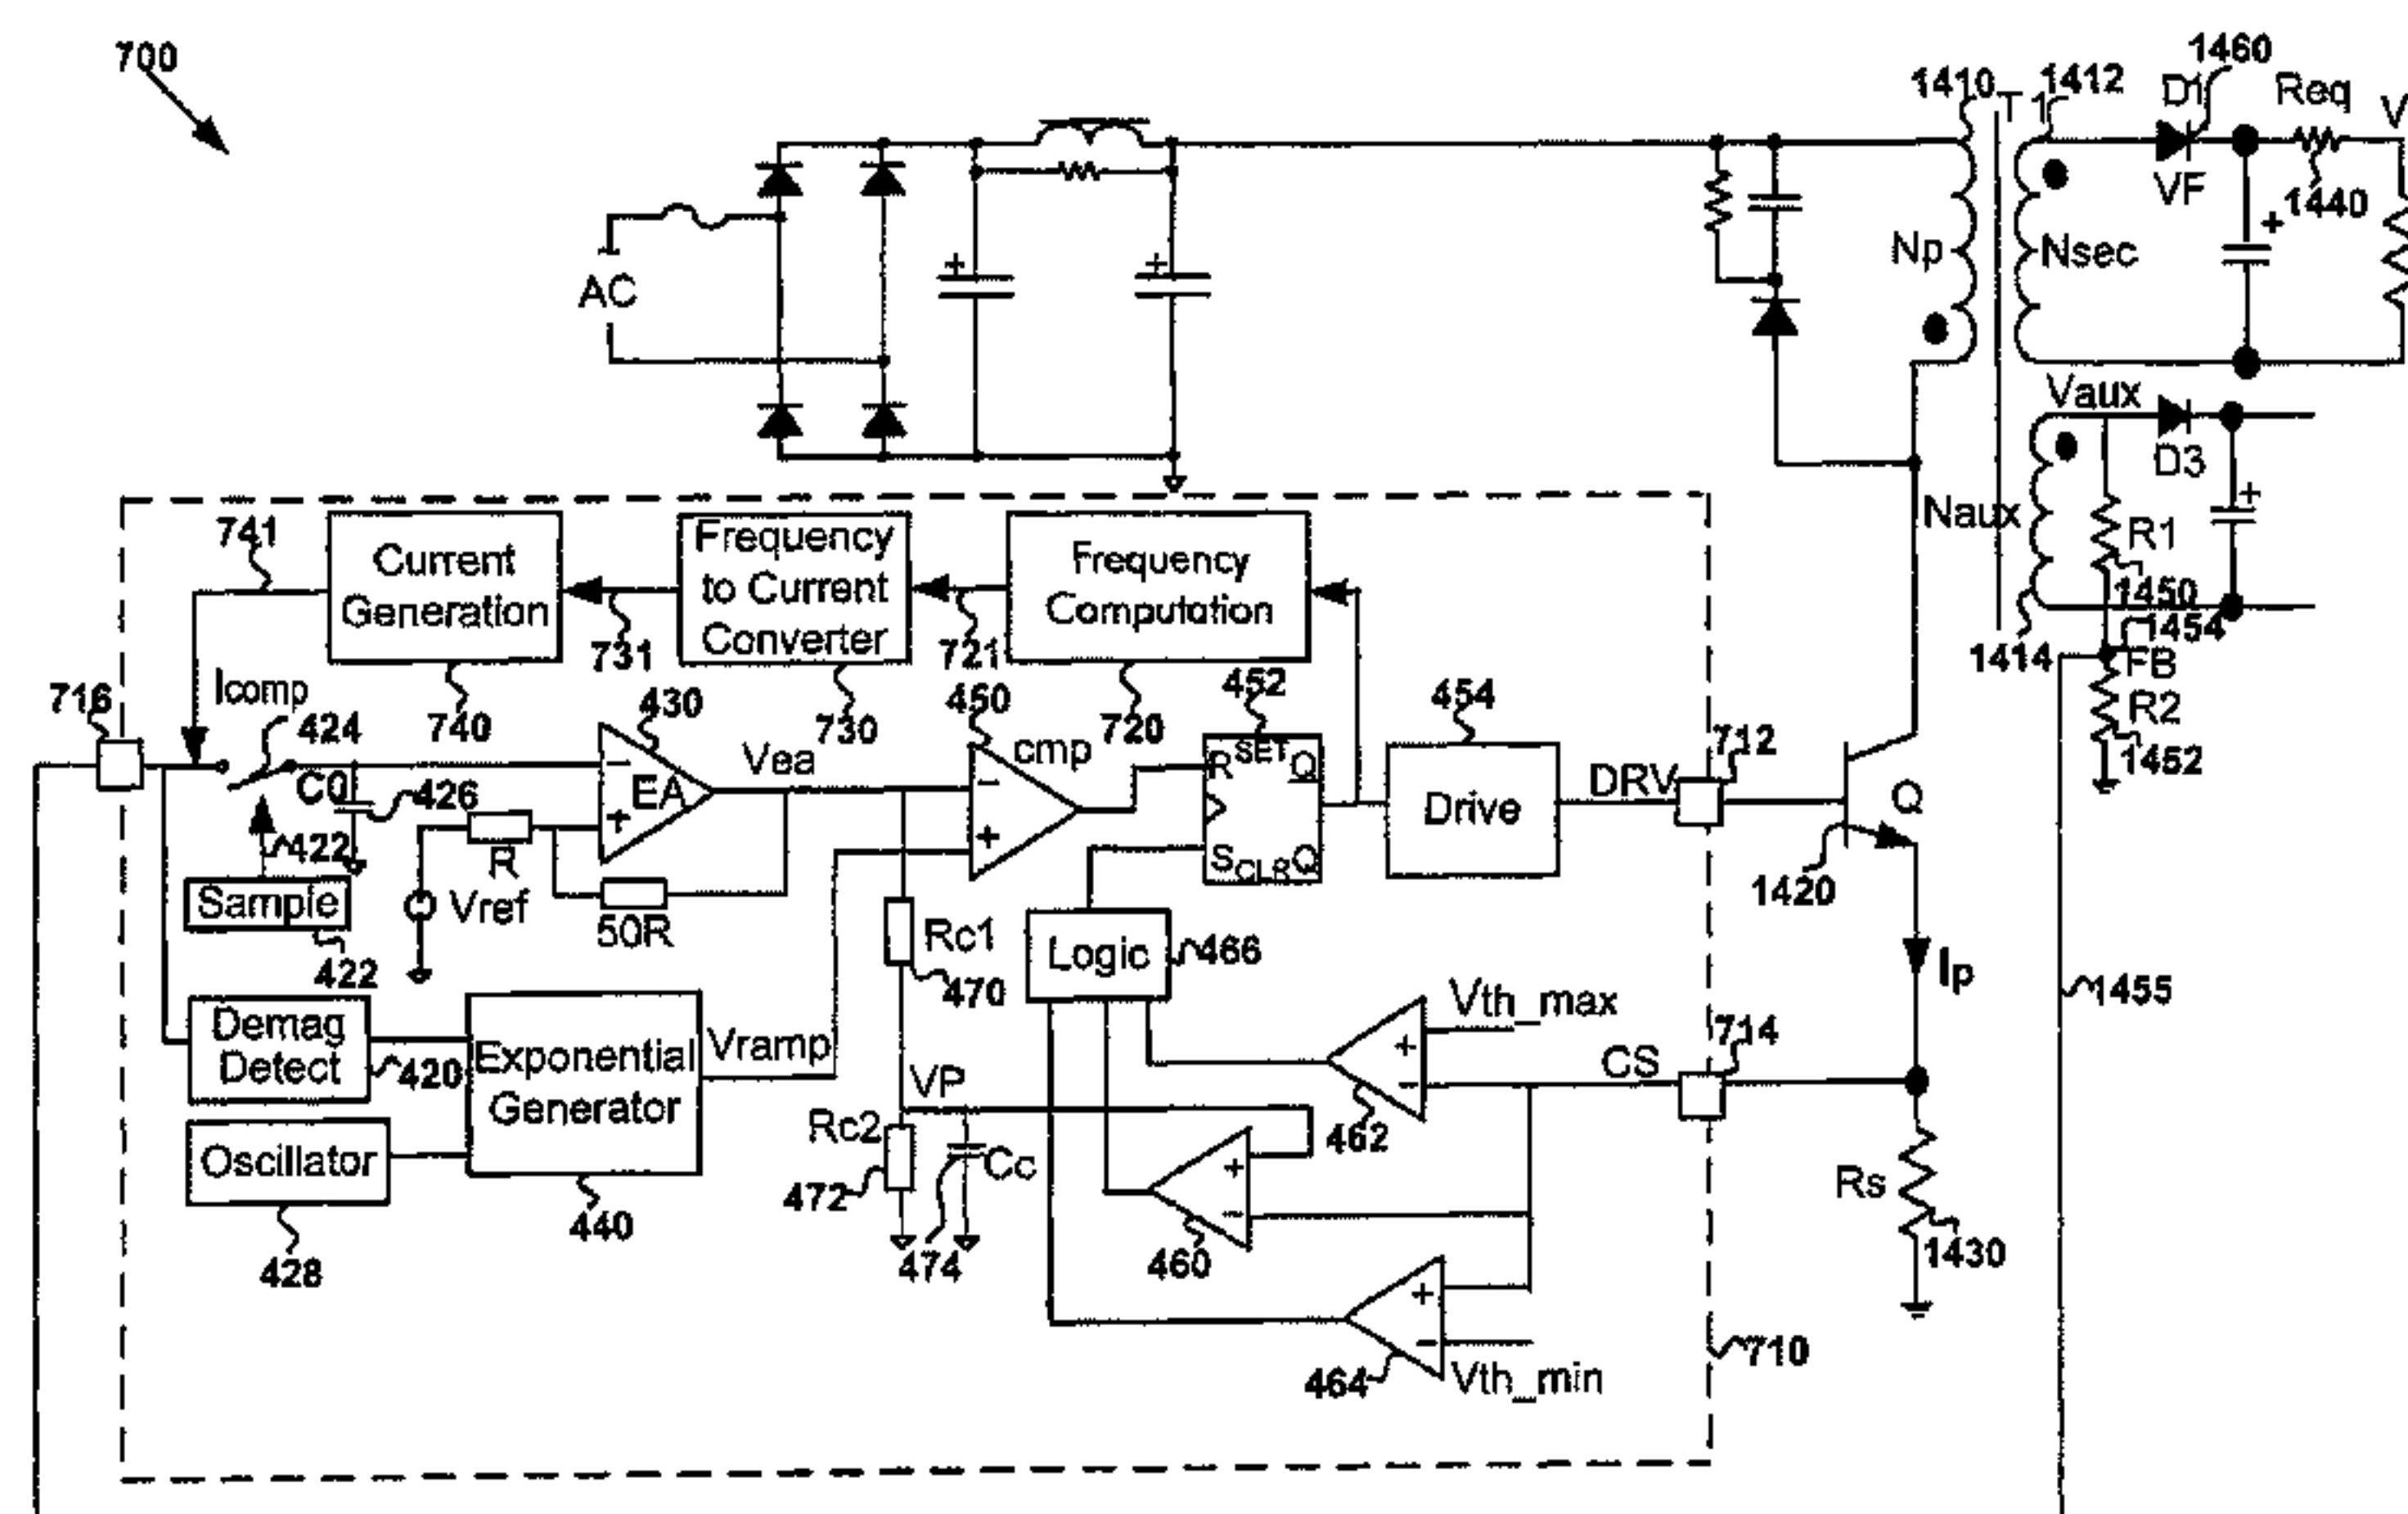 700
1410
T1
1412
D1
1460
Req
V
VF
1440
Np
Nsec
AC
Vaux
D3
Naux
R1
1450
1454
1414
FB
R2
1452
741
Current
Generation
Frequency
to Current
Converter
Frequency
Computation
731
721
716
Icomp
424
740
430
730
450
720
452
454
712
C0
426
EA
Vea
cmp
R
SET
Q
Drive
DRV
Q
422
R
S
CLR
Q
1420
Sample
Vref
50R
Rc1
Logic
466
Ip
422
470
Vth_max
1455
Demag
Detect
420
Exponential
Generator
Vramp
714
CS
VP
462
Oscillator
Rc2
Cc
Rs
472
440
460
428
474
1430
464
Vth_min
710